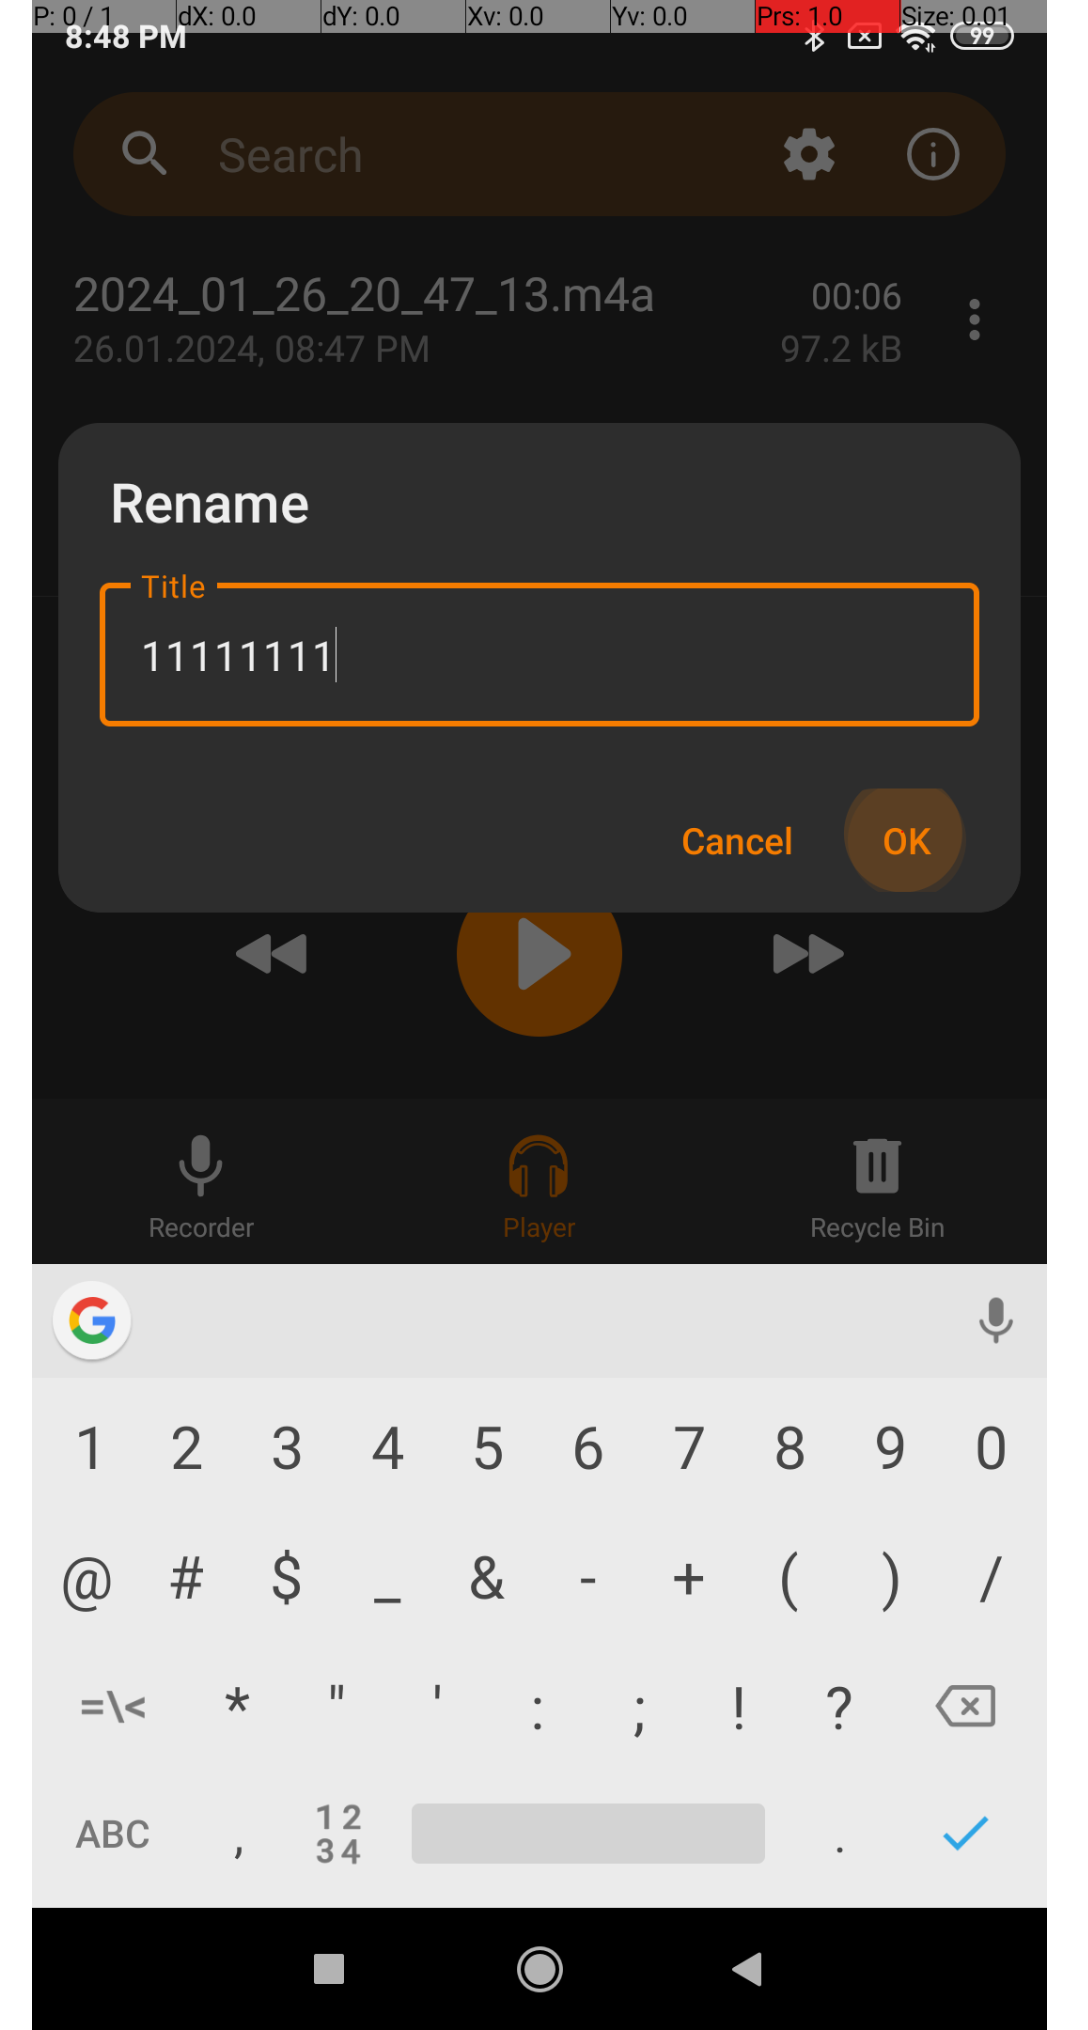 P: 0 / 1 dX: 0.0 dY: 0.0 Xv: 0.0 Yv: 0.0 Prs: 1.0 Size: 0.01
8:48 PM 99
Search
2024_01_26_20_47_13.m4a 00:06
26.01.2024, 08:47 PM 97.2 kB
Rename
Title
11111111
Cancel OK
Recorder Player Recycle Bin
1 2 3 4 5 6 7 8 9 0
@ # $ _ & - + ( ) /
=\< * " ' : ; ! ?
ABC , 12 .
34